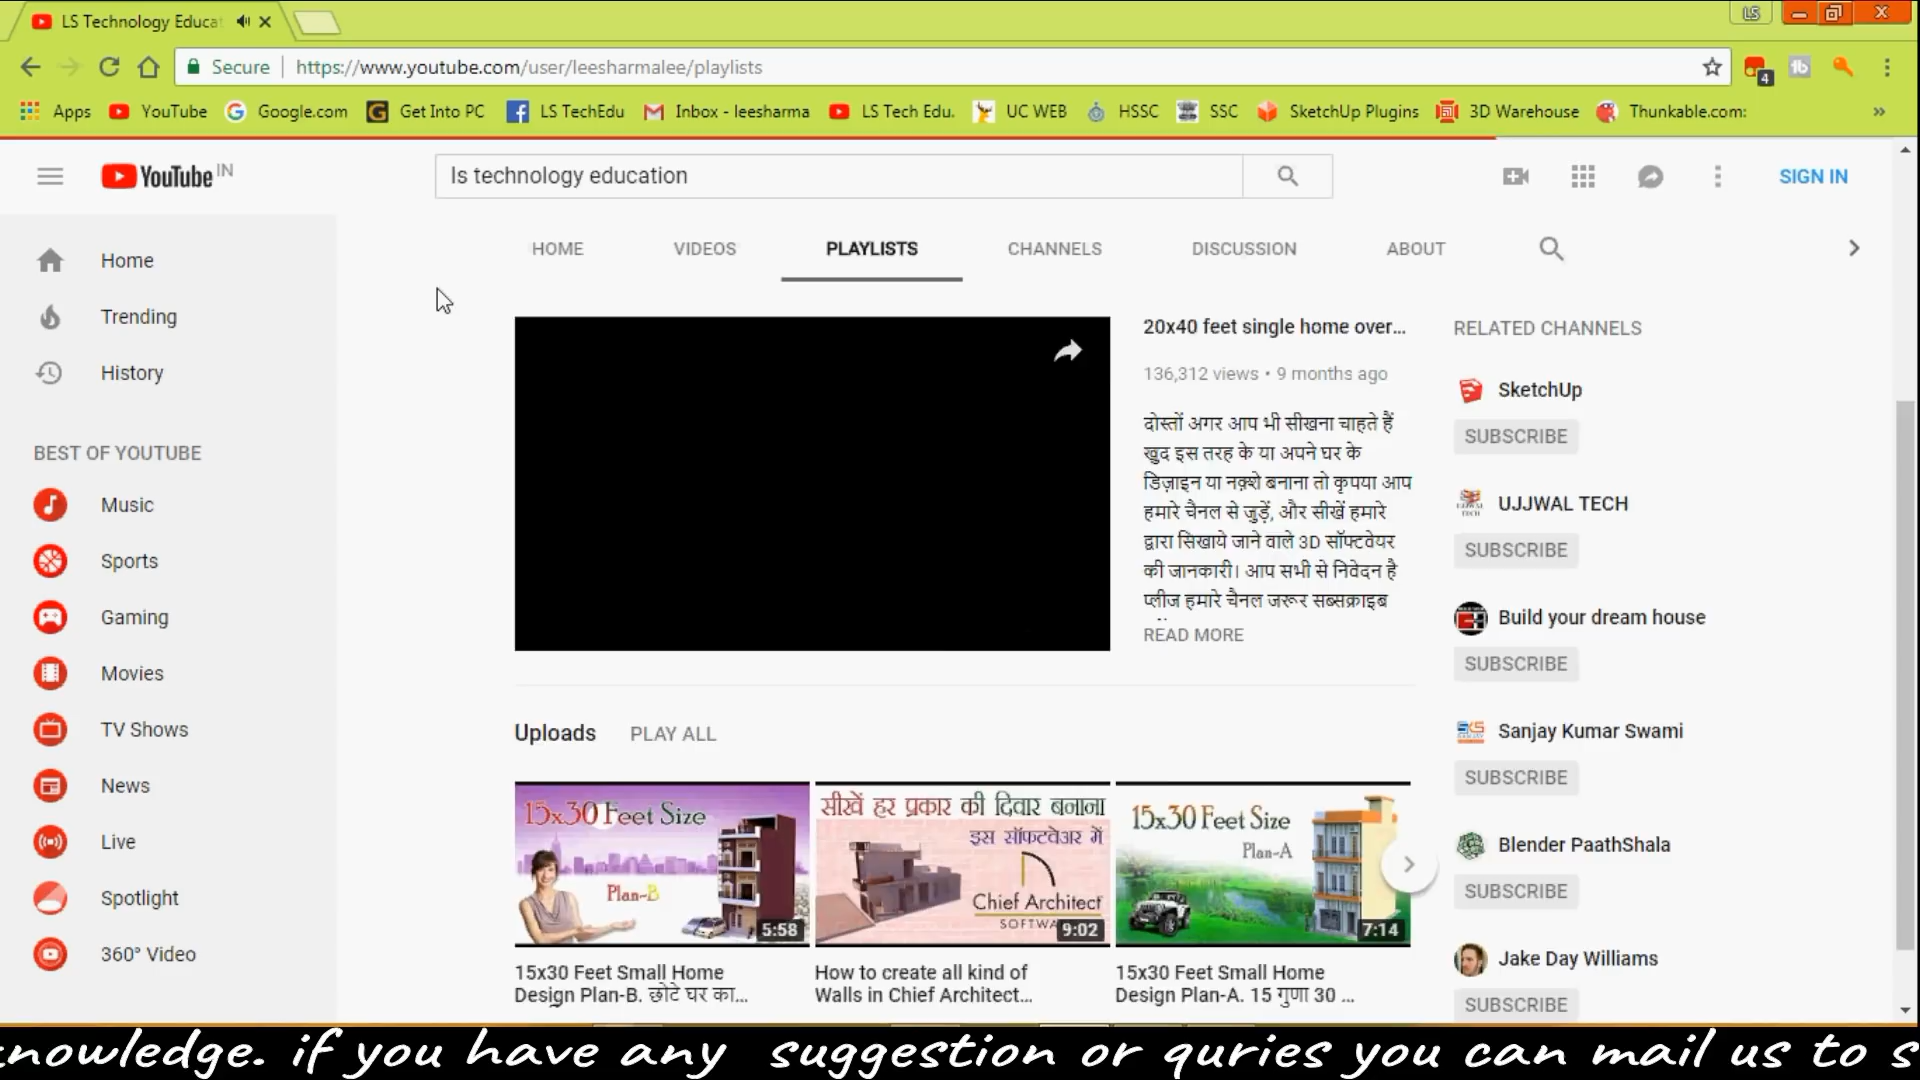 LS Technology Educa
LS
Secure
https://www.youtube.com/user/leesharmalee/playlists
4
Apps
YouTube
Google.com
Get Into PC
LS TechEdu
Inbox - leesharma
LS Tech Edu.
UC WEB
HSSC
SSC
SketchUp Plugins
3D Warehouse
Thunkable.com:
YouTube IN
ls technology education
SIGN IN
HOME
VIDEOS
PLAYLISTS
CHANNELS
DISCUSSION
ABOUT
Home
Trending
History
BEST OF YOUTUBE
Music
Sports
Gaming
Movies
TV Shows
News
Live
Spotlight
360° Video
20x40 feet single home over...
136,312 views • 9 months ago
दोस्तों अगर आप भी सीखना चाहते हैं
खुद इस तरह के या अपने घर के
डिज़ाइन या नक़्शे बनाना तो कृपया आप
हमारे चैनल से जुड़ें, और सीखें हमारे
द्वारा सिखाये जाने वाले 3D सॉफ्टवेयर
की जानकारी। आप सभी से निवेदन है
प्लीज हमारे चैनल जरूर सब्सक्राइब
READ MORE
Uploads
PLAY ALL
15x30 Feet Size
Plan-B
5:58
15x30 Feet Small Home
Design Plan-B. छोटे घर का...
सीखें हर प्रकार की दिवार बनाना
इस सॉफ्टवेअर में
Chief Architect
SOFTWA
9:02
How to create all kind of
Walls in Chief Architect...
15x30 Feet Size
Plan-A
7:14
15x30 Feet Small Home
Design Plan-A. 15 गुणा 30 ...
RELATED CHANNELS
SketchUp
SUBSCRIBE
UJJWAL TECH
SUBSCRIBE
Build your dream house
SUBSCRIBE
Sanjay Kumar Swami
SUBSCRIBE
Blender PaathShala
SUBSCRIBE
Jake Day Williams
SUBSCRIBE
nowledge. if you have any suggestion or quries you can mail us to s